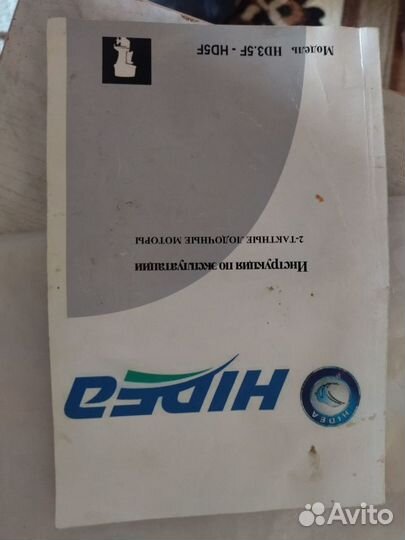 HIDEA
HIDEA
Инструкция по эксплуатации
2-ТАКТНЫЕ ЛОДОЧНЫЕ МОТОРЫ
Модель HD3.5F - HD5F
Avito